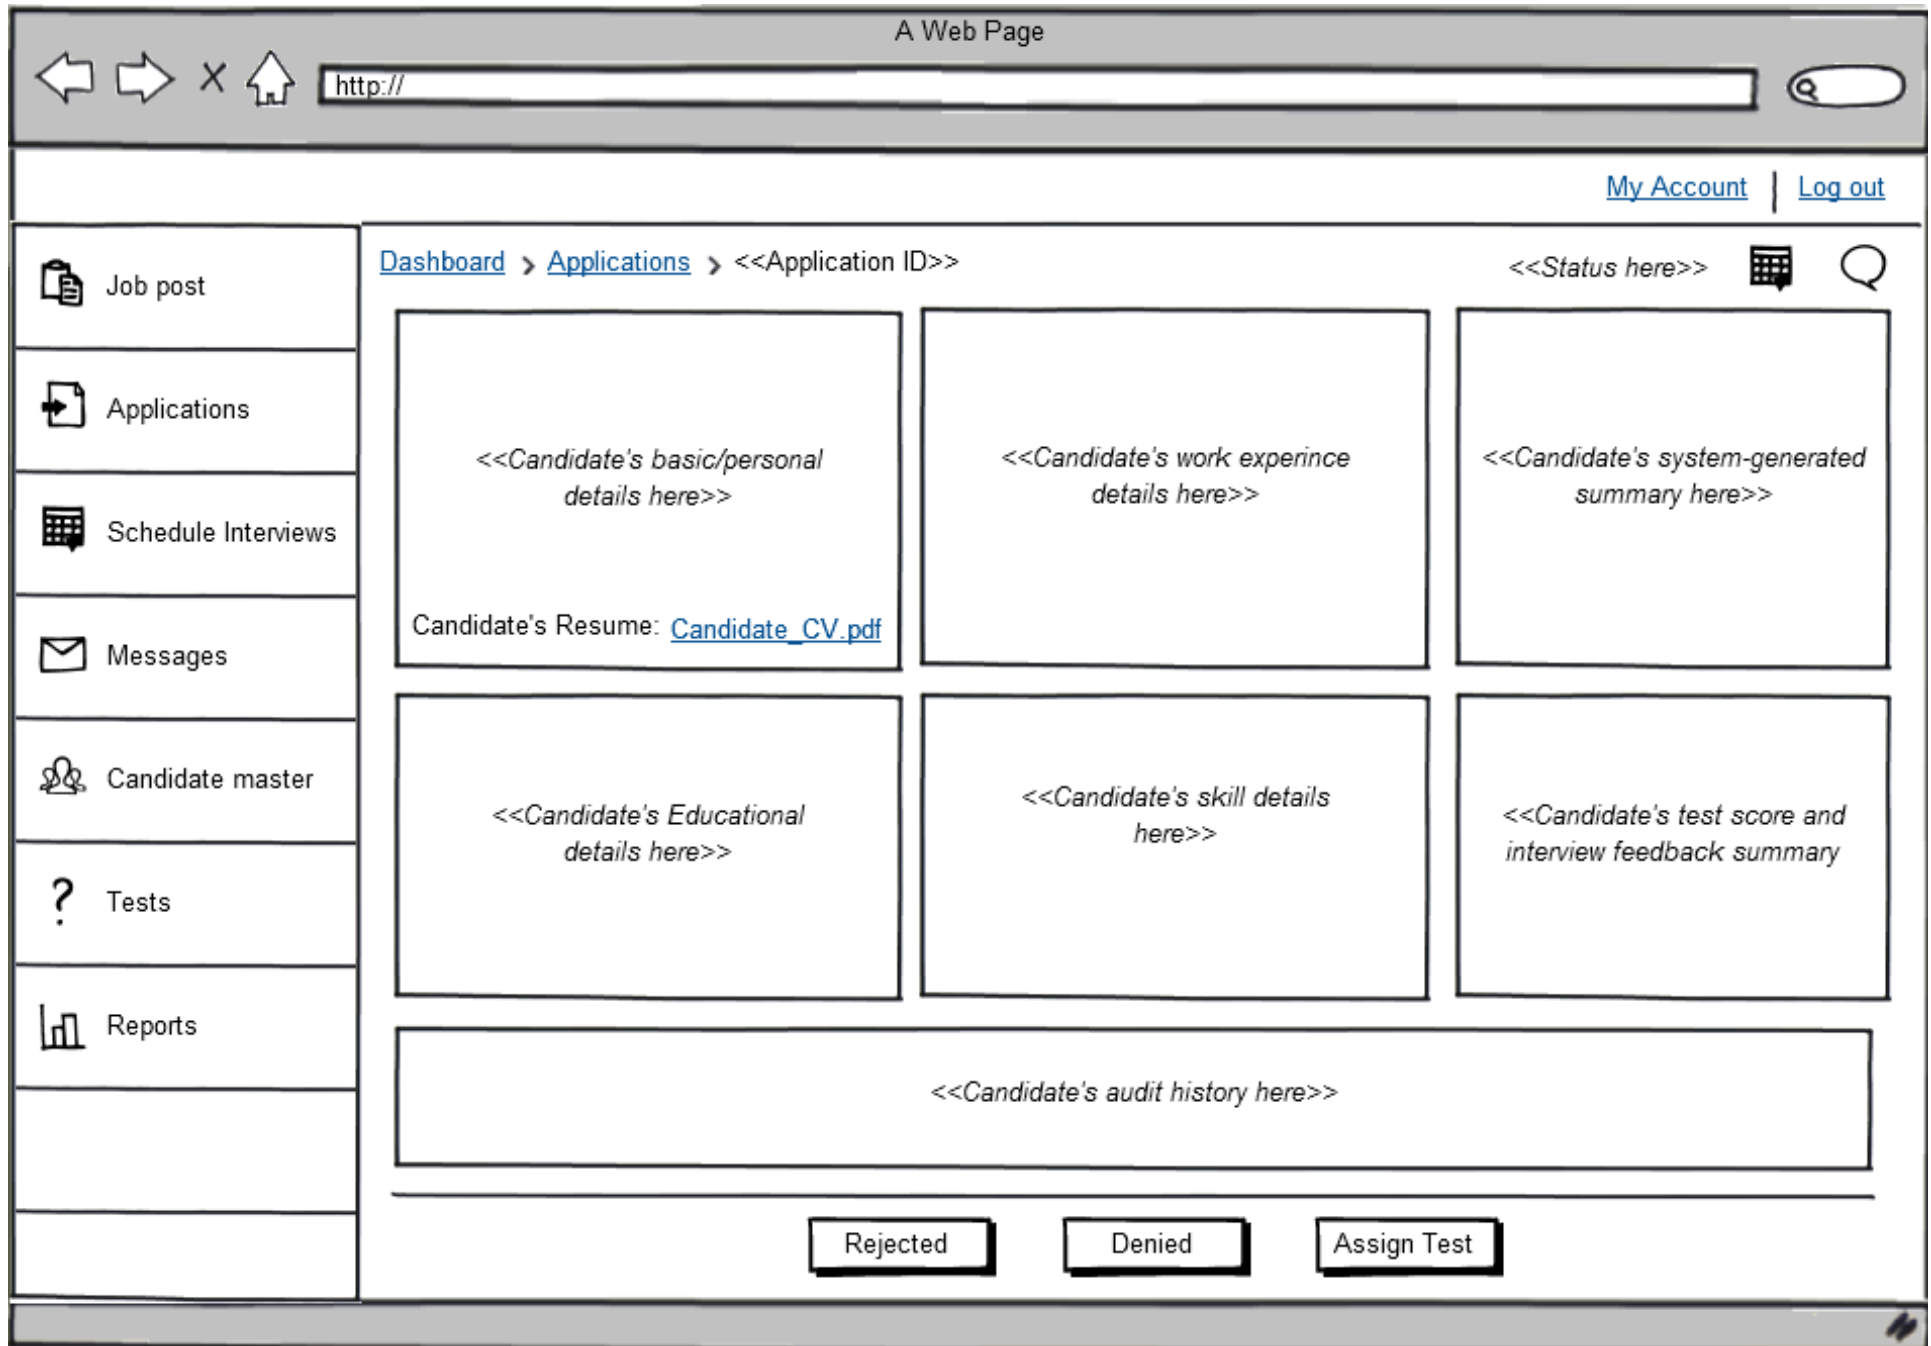 A Web Page
http://
My Account | Log out
Job post
Applications
Schedule Interviews
Messages
Candidate master
Tests
Reports
Dashboard > Applications > <<Application ID>>
<<Status here>>
<<Candidate's basic/personal
details here>>
Candidate's Resume: Candidate_CV.pdf
<<Candidate's work experince
details here>>
<<Candidate's system-generated
summary here>>
<<Candidate's Educational
details here>>
<<Candidate's skill details
here>>
<<Candidate's test score and
interview feedback summary
<<Candidate's audit history here>>
Rejected
Denied
Assign Test